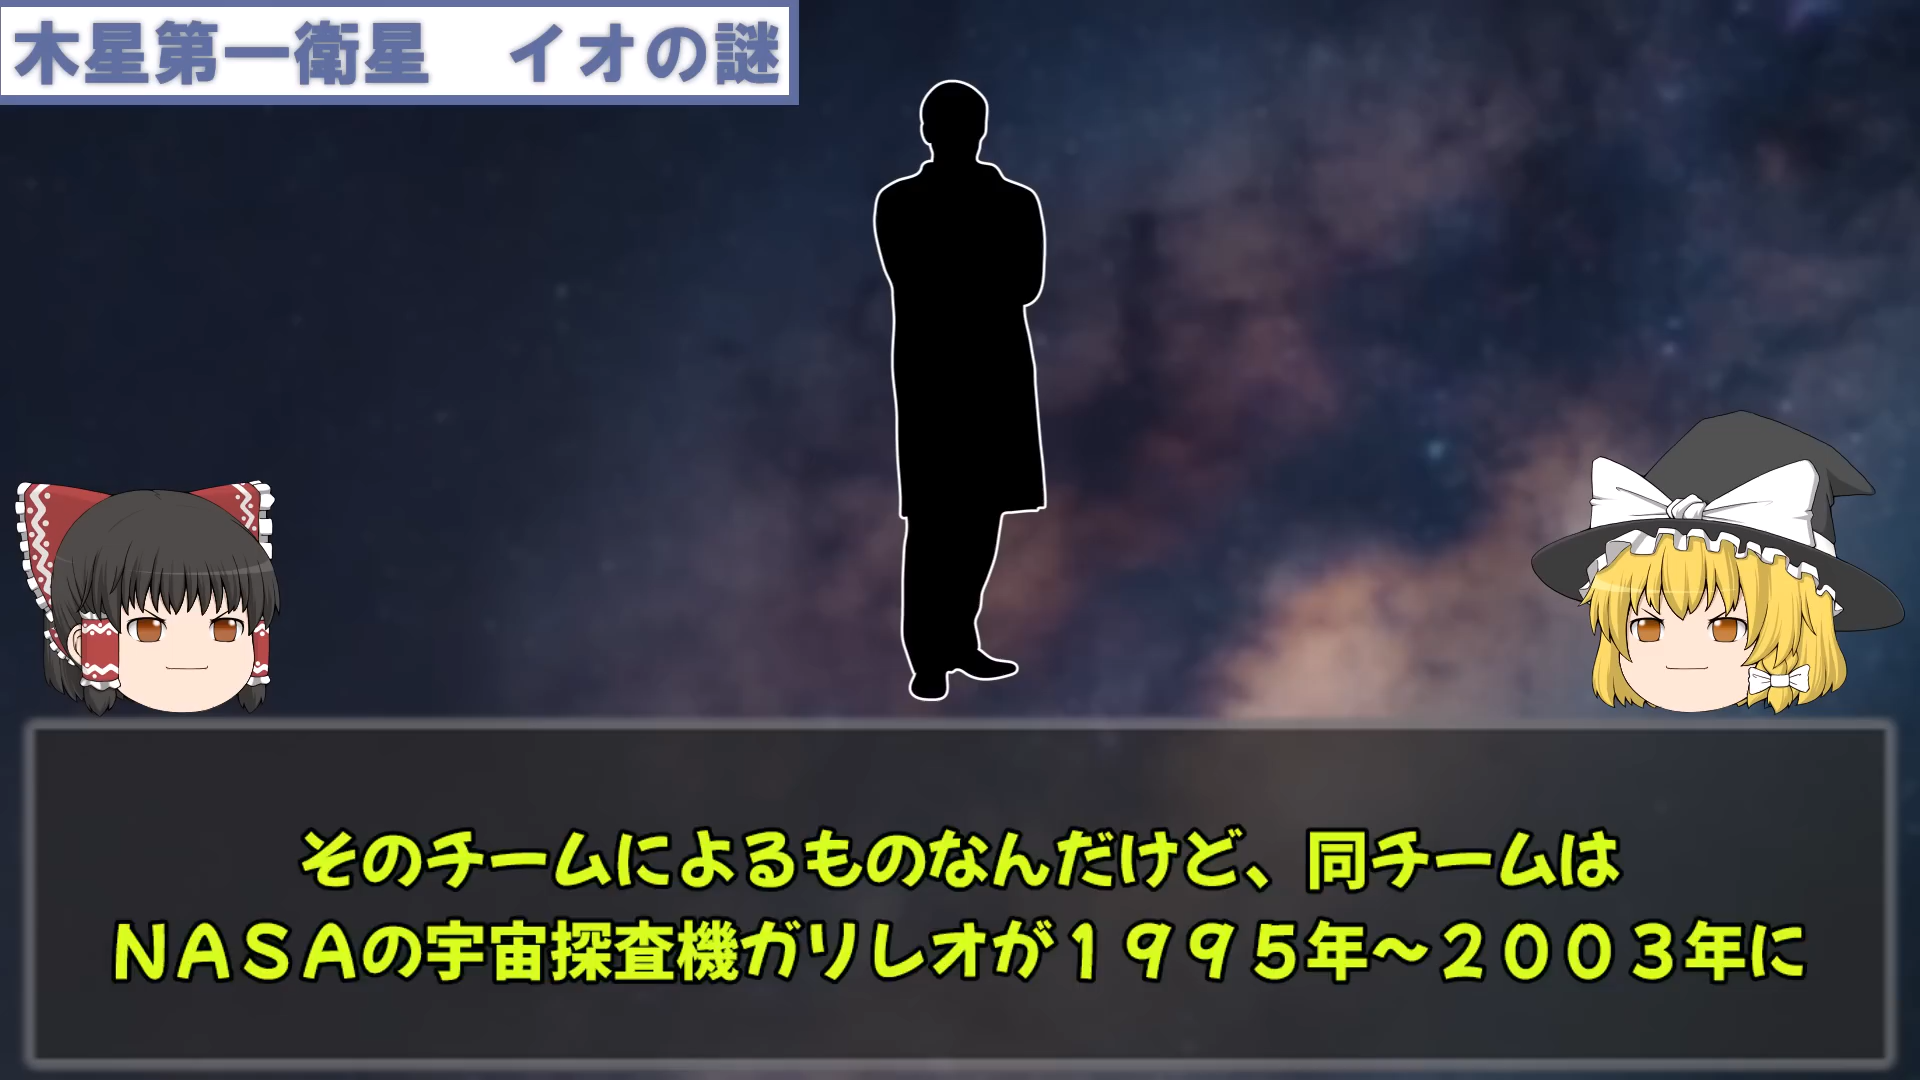 木星第一衛星　イオの謎
そのチームによるものなんだけど、同チームは
ＮＡＳＡの宇宙探査機ガリレオが１９９５年～２００３年に